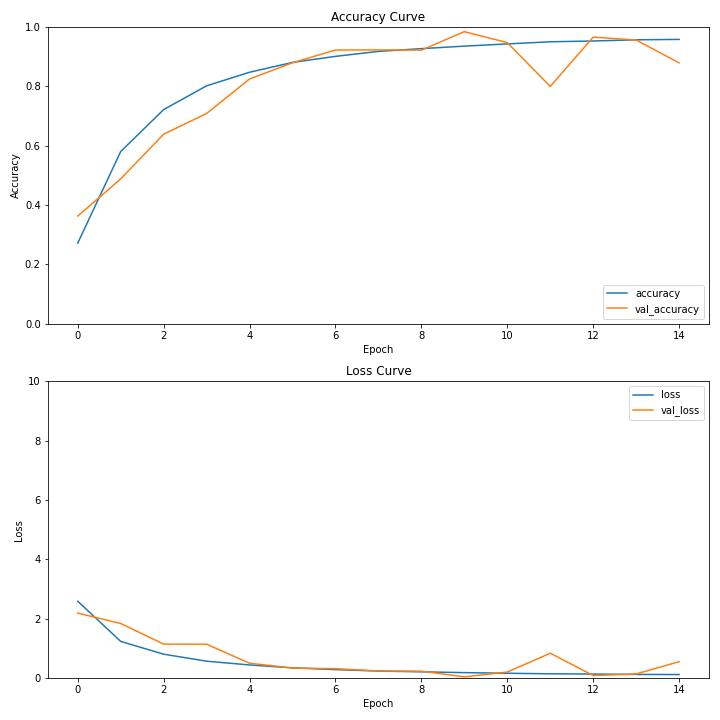 Accuracy Curve
1.0
0.8
0.6
0.4
0.2
0.0
Accuracy
0 2 4 6 8 10 12 14
Epoch
accuracy
val_accuracy
Loss Curve
10
8
6
4
2
0
Loss
0 2 4 6 8 10 12 14
Epoch
loss
val_loss